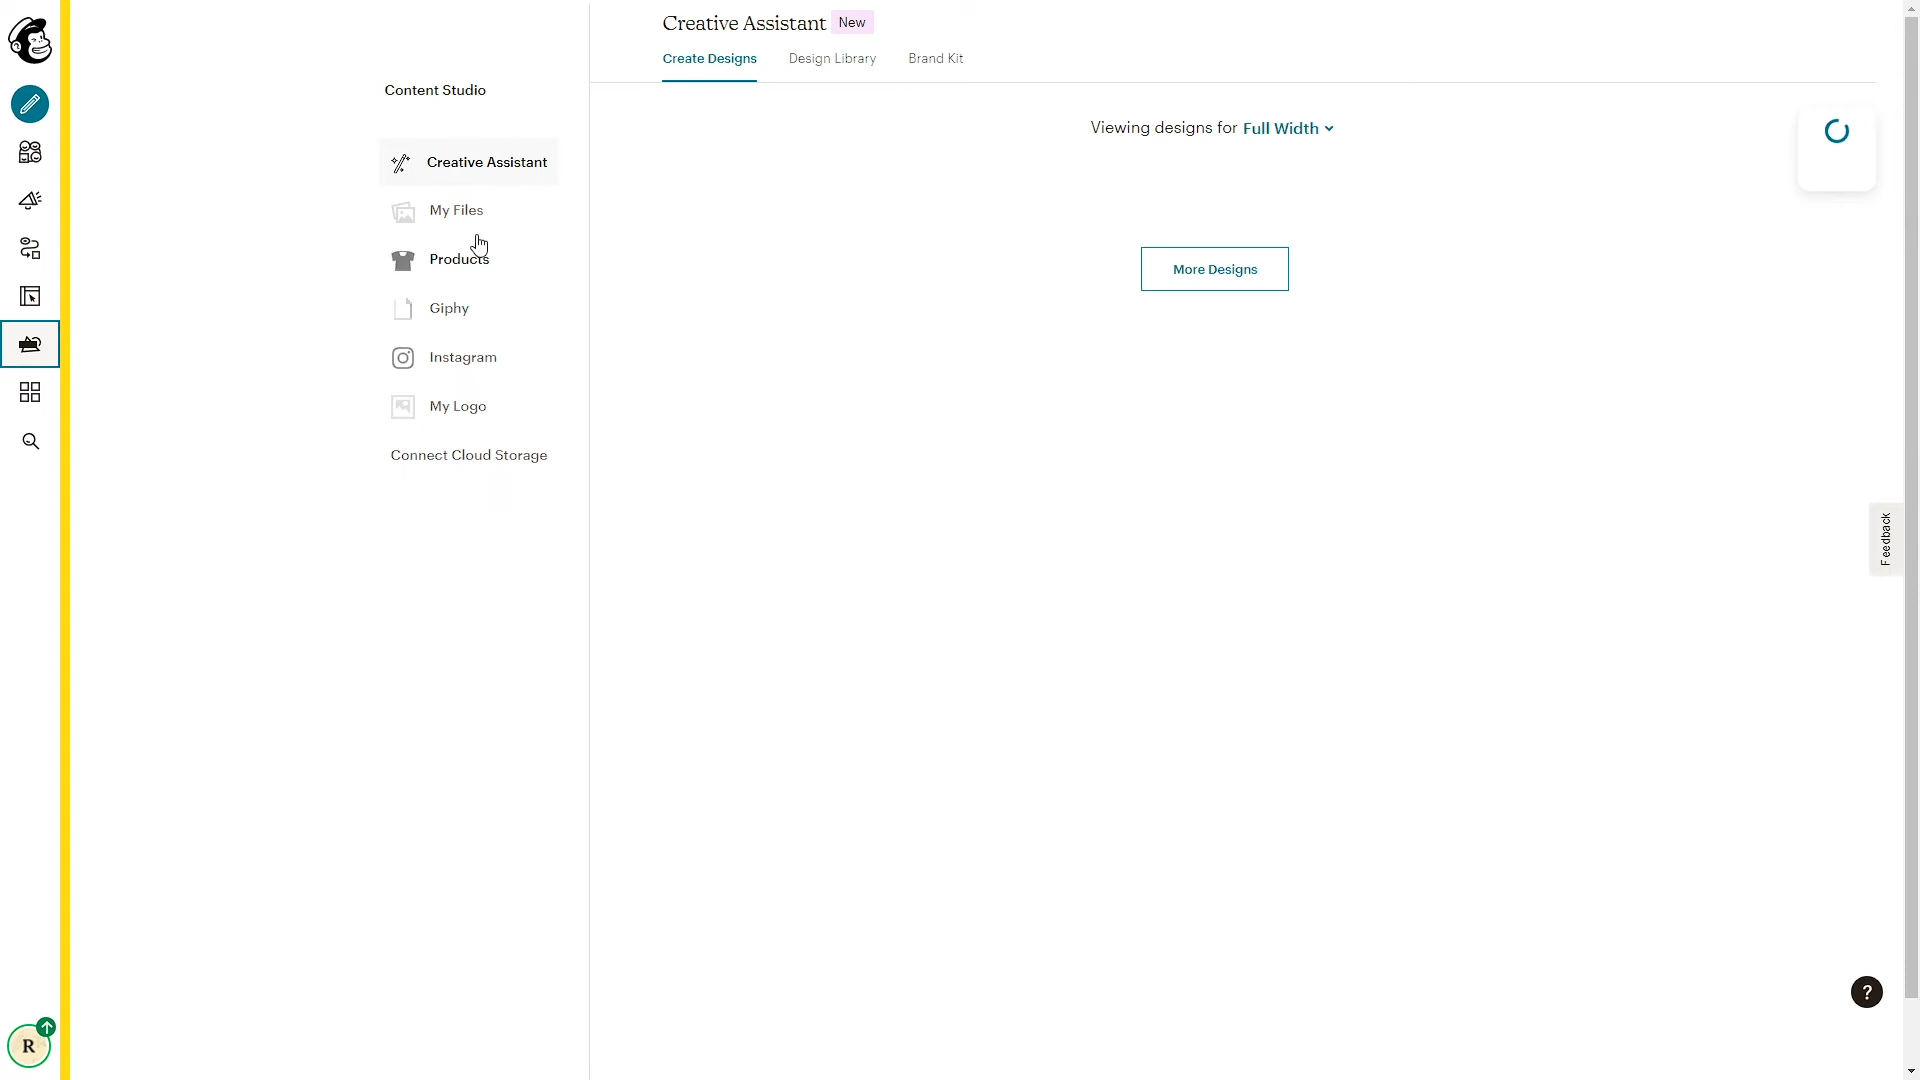 Creative Assistant New
Create Designs Design Library Brand Kit
Content Studio
Viewing designs for Full Width
Creative Assistant
My Files
Products
More Designs
Giphy
Instagram
My Logo
Connect Cloud Storage
Feedback
?
R